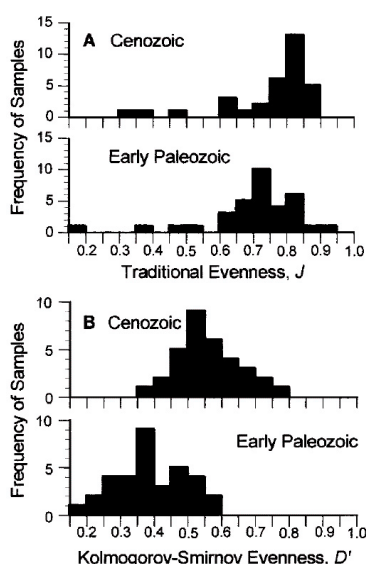 15
A Cenozoic
10
5
0
Frequency of Samples
15
Early Paleozoic
10
5
0
0.2 0.3 0.4 0.5 0.6 0.7 0.8 0.9 1.0
Traditional Evenness, J
10
B Cenozoic
5
0
Frequency of Samples
10
Early Paleozoic
5
0
0.2 0.3 0.4 0.5 0.6 0.7 0.8 0.9 1.0
Kolmogorov-Smirnov Evenness, D'